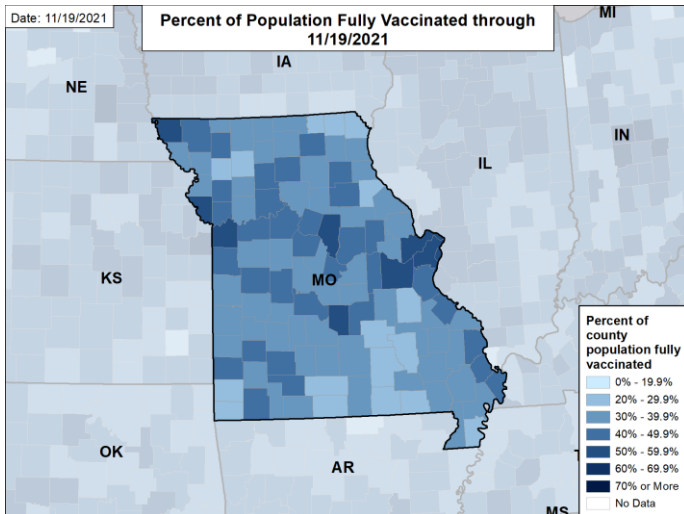 Date: 11/19/2021
Percent of Population Fully Vaccinated through
11/19/2021
MI
IA
NE
IN
IL
KS
MO
OK
AR
MS
Percent of
county
population fully
vaccinated
0% - 19.9%
20% - 29.9%
30% - 39.9%
40% - 49.9%
50% - 59.9%
60% - 69.9%
70% or More
No Data